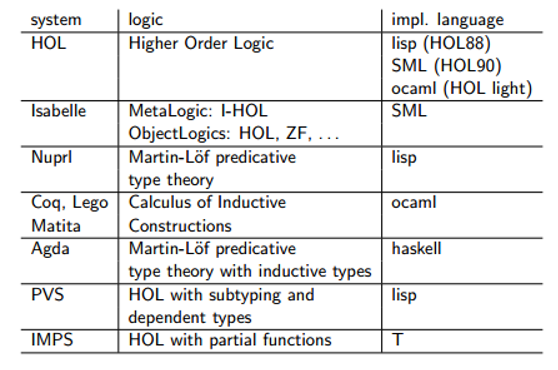 system logic impl. language
HOL Higher Order Logic lisp (HOL88)
SML (HOL90)
ocaml (HOL light)
Isabelle MetaLogic: I-HOL SML
ObjectLogics: HOL, ZF, . . .
Nuprl Martin-Löf predicative lisp
type theory
Coq, Lego Calculus of Inductive ocaml
Matita Constructions
Agda Martin-Löf predicative haskell
type theory with inductive types
PVS HOL with subtyping and lisp
dependent types
IMPS HOL with partial functions T